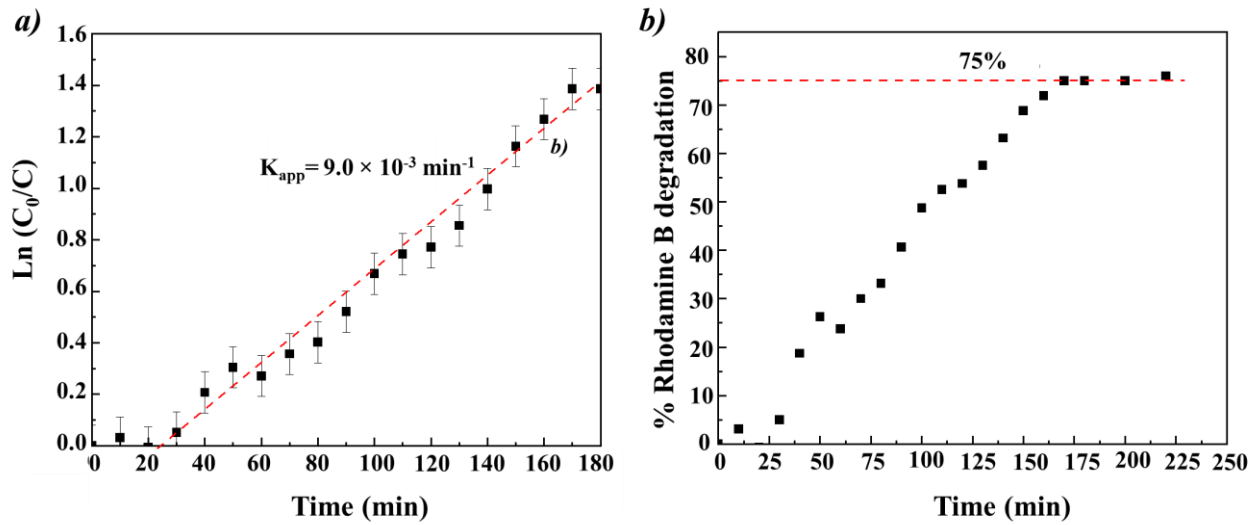 a)
1.6
1.4
1.2
1.0
0.8
0.6
0.4
0.2
0.0
Ln (C0/C)
Kapp= 9.0 × 10-3 min-1
b)
0 20 40 60 80 100 120 140 160 180
Time (min)
b)
80
70
60
50
40
30
20
10
0
% Rhodamine B degradation
75%
0 25 50 75 100 125 150 175 200 225 250
Time (min)